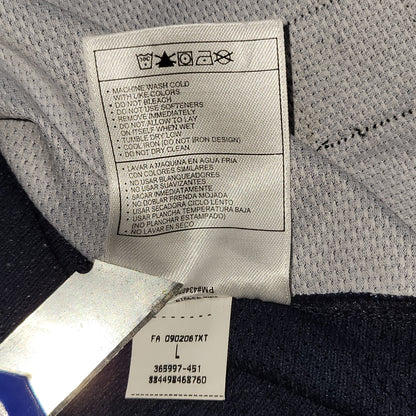 • MACHINE WASH COLD
WITH LIKE COLORS
• DO NOT BLEACH
• DO NOT USE SOFTENERS
• REMOVE IMMEDIATELY
• DO NOT ALLOW TO LAY
ON ITSELF WHEN WET
• TUMBLE DRY LOW
• COOL IRON (DO NOT IRON DESIGN)
• DO NOT DRY CLEAN
• LAVAR A MAQUINA EN AGUA FRIA
CON COLORES SIMILARES
• NO USAR BLANQUEADORES
• NO USAR SUAVIZANTES
• SACAR INMEDIATAMENTE
• NO DOBLAR PRENDA MOJADA
• USAR SECADORA CICLO LENTO
• USAR PLANCHA TEMPERATURA BAJA
(NO PLANCHAR ESTAMPADO)
• NO LAVAR EN SECO
FA 090206TXT
L
365997-451
884498468760